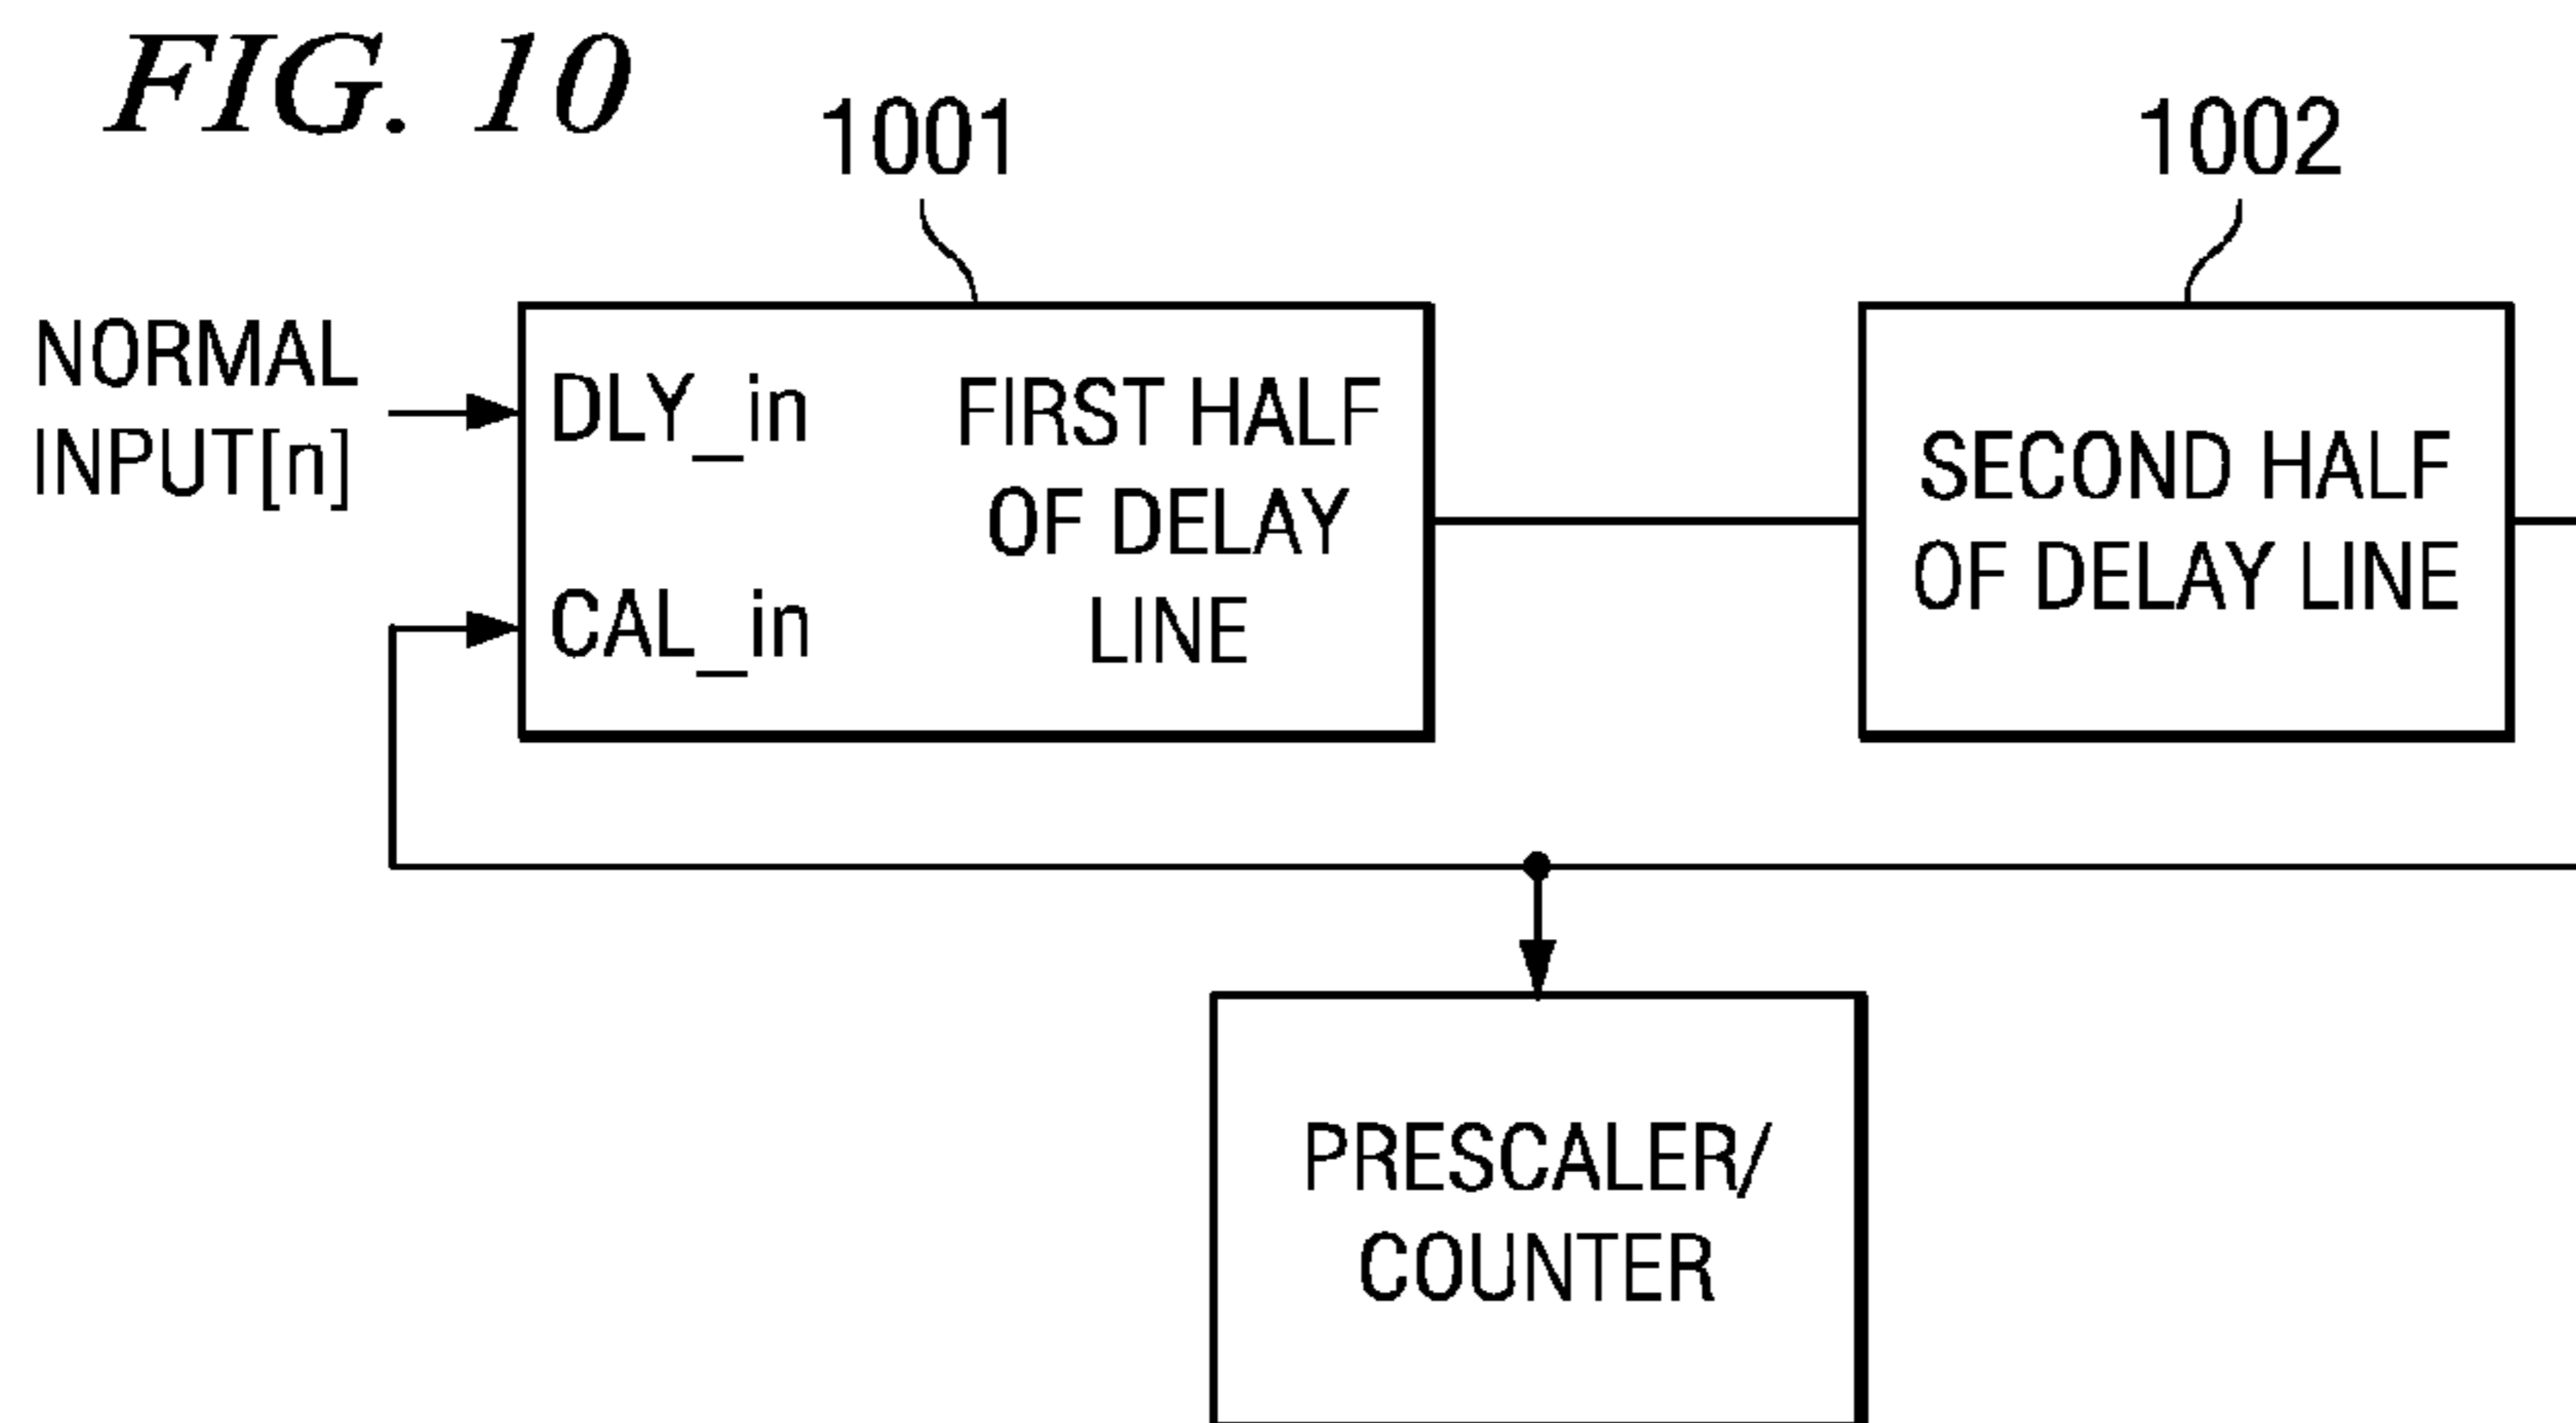 FIG. 10
1001
1002
NORMAL
INPUT[n]
DLY_in
CAL_in
FIRST HALF
OF DELAY
LINE
SECOND HALF
OF DELAY LINE
PRESCALER/
COUNTER